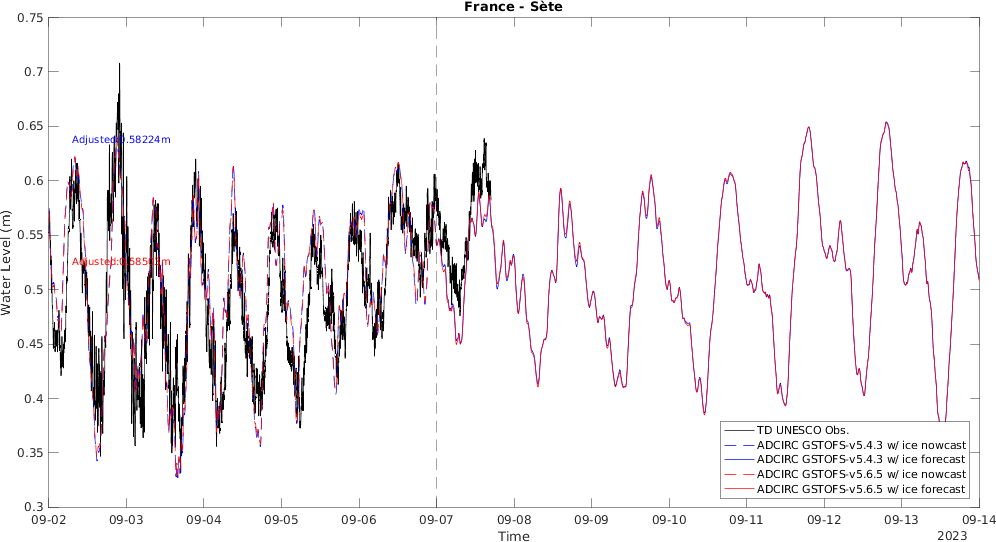 France - Sète
Water Level (m)
0.75
0.7
0.65
0.6
0.55
0.5
0.45
0.4
0.35
0.3
Adjusted:0.58224m
TD UNESCO Obs.
ADCIRC GSTOFS-v5.4.3 w/ ice nowcast
ADCIRC GSTOFS-v5.4.3 w/ ice forecast
ADCIRC GSTOFS-v5.6.5 w/ ice nowcast
ADCIRC GSTOFS-v5.6.5 w/ ice forecast
09-02 09-03 09-04 09-05 09-06 09-07 09-08 09-09 09-10 09-11 09-12 09-13 09-14
Time
2023